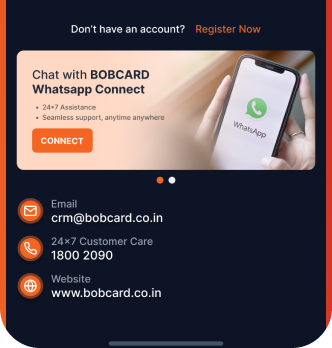 Don't have an account? Register Now
Chat with BOBCARD
Whatsapp Connect
• 24*7 Assistance
• Seamless support, anytime anywhere
CONNECT
WhatsApp
Email
crm@bobcard.co.in
24×7 Customer Care
1800 2090
Website
www.bobcard.co.in